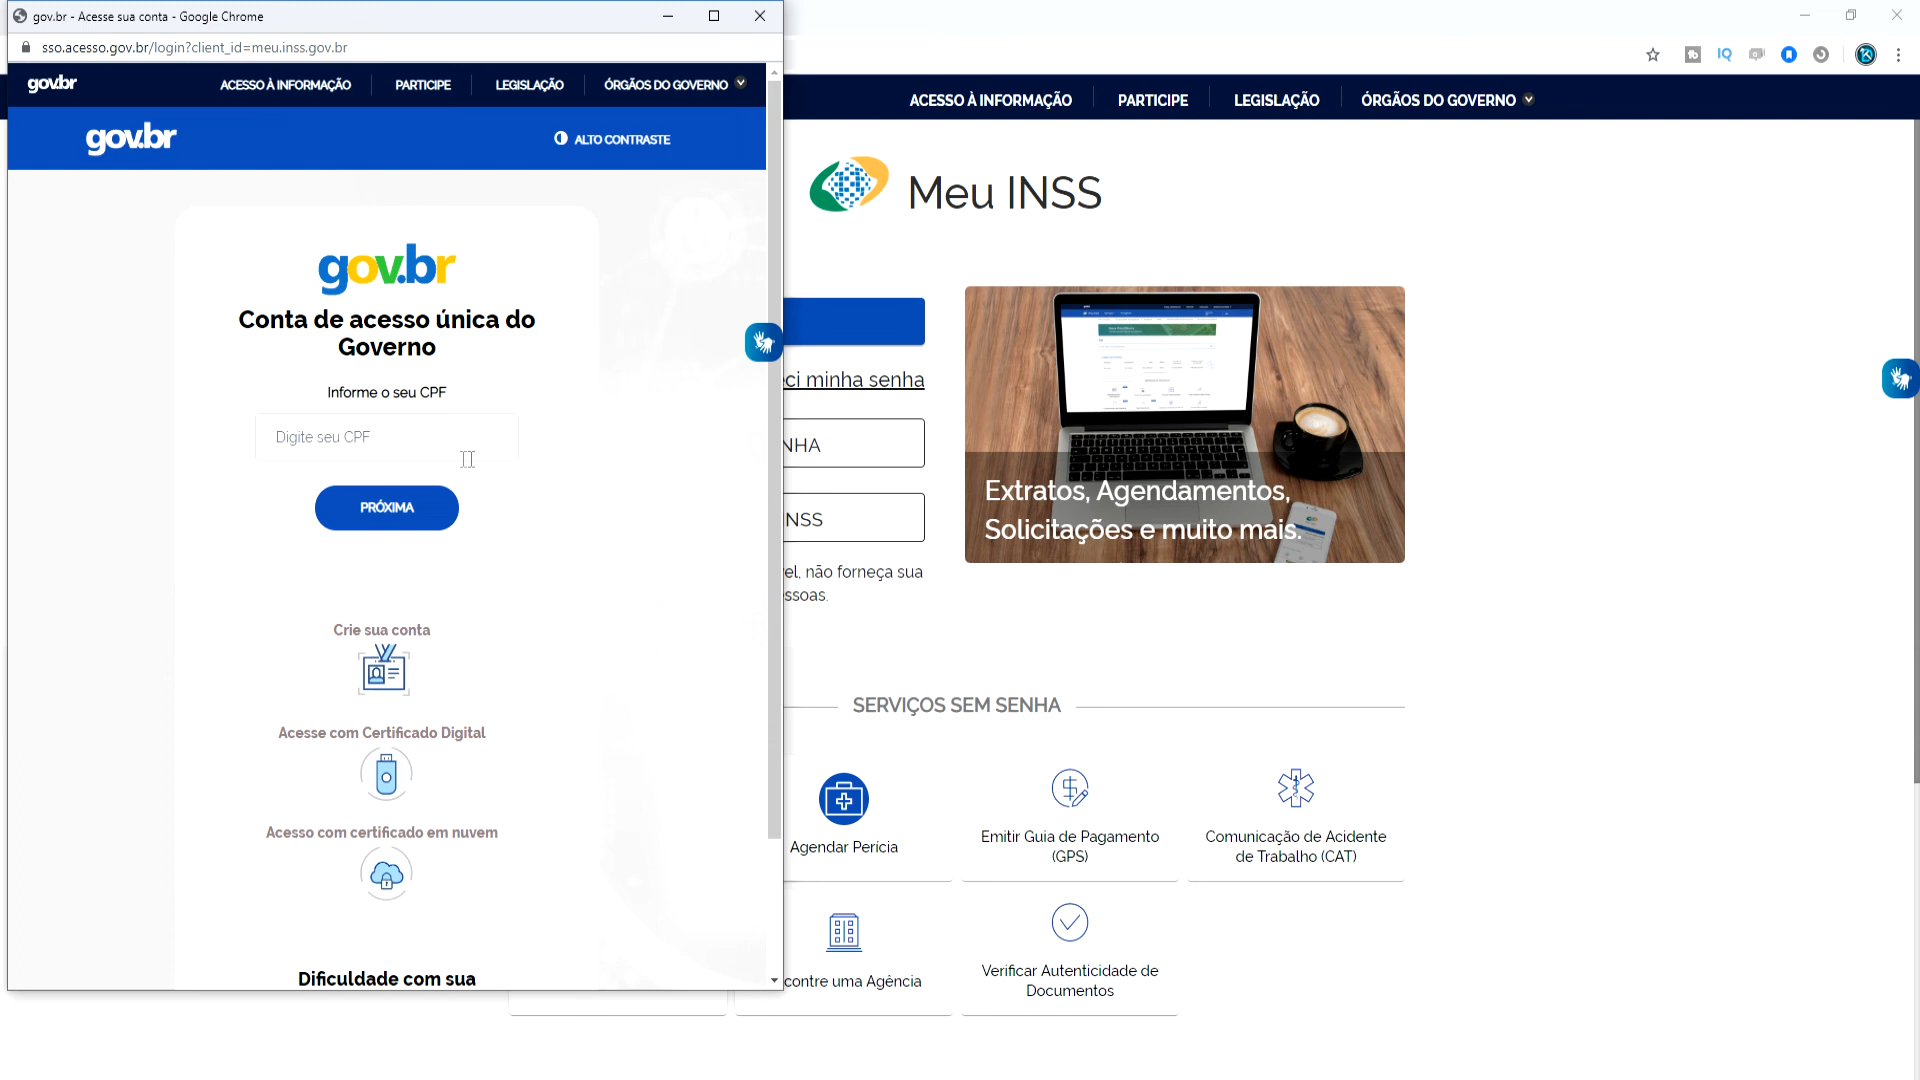 gov.br - Acesse sua conta - Google Chrome
sso.acesso.gov.br/login?client_id=meu.inss.gov.br
gov.br
ACESSO À INFORMAÇÃO
PARTICIPE
LEGISLAÇÃO
ÓRGÃOS DO GOVERNO
gov.br
ALTO CONTRASTE
gov.br
Conta de acesso única do
Governo
Informe o seu CPF
Digite seu CPF
PRÓXIMA
Crie sua conta
Acesse com Certificado Digital
Acesso com certificado em nuvem
Dificuldade com sua
IQ
ACESSO À INFORMAÇÃO
PARTICIPE
LEGISLAÇÃO
ÓRGÃOS DO GOVERNO
Meu INSS
ci minha senha
NHA
INSS
el, não forneça sua
ssoas.
Extratos, Agendamentos,
Solicitações e muito mais.
SERVIÇOS SEM SENHA
Agendar Perícia
Emitir Guia de Pagamento
(GPS)
Comunicação de Acidente
de Trabalho (CAT)
contre uma Agência
Verificar Autenticidade de
Documentos